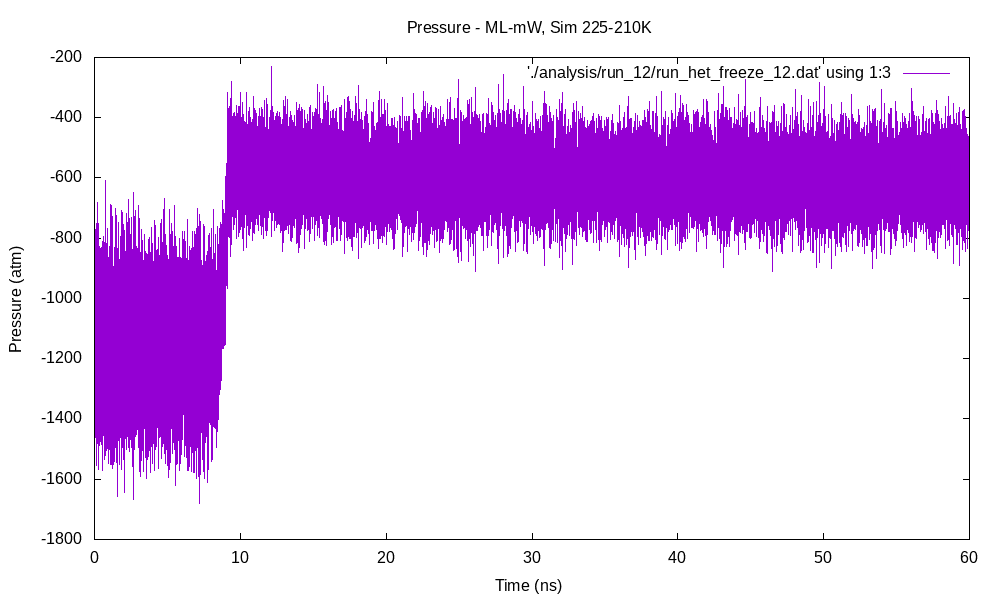 Pressure - ML-mW, Sim 225-210K
'./analysis/run_12/run_het_freeze_12.dat' using 1:3
-200
-400
-600
-800
-1000
-1200
-1400
-1600
-1800
Pressure (atm)
0 10 20 30 40 50 60
Time (ns)